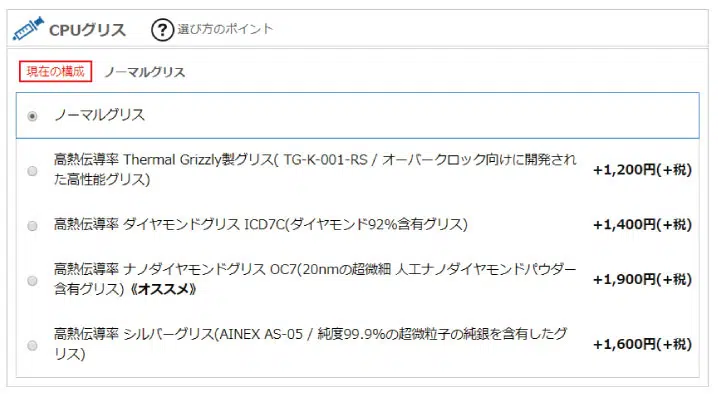 CPUグリス ? 選び方のポイント
現在の構成 ノーマルグリス
ノーマルグリス
高熱伝導率 Thermal Grizzly製グリス( TG-K-001-RS / オーバークロック向けに開発され
た高性能グリス)
+1,200円(+税)
高熱伝導率 ダイヤモンドグリス ICD7C(ダイヤモンド92%含有グリス)
+1,400円(+税)
高熱伝導率 ナノダイヤモンドグリス OC7(20nmの超微細 人工ナノダイヤモンドパウダー
含有グリス)《オススメ》
+1,900円(+税)
高熱伝導率 シルバーグリス(AINEX AS-05 / 純度99.9%の超微粒子の純銀を含有したグ
リス)
+1,600円(+税)